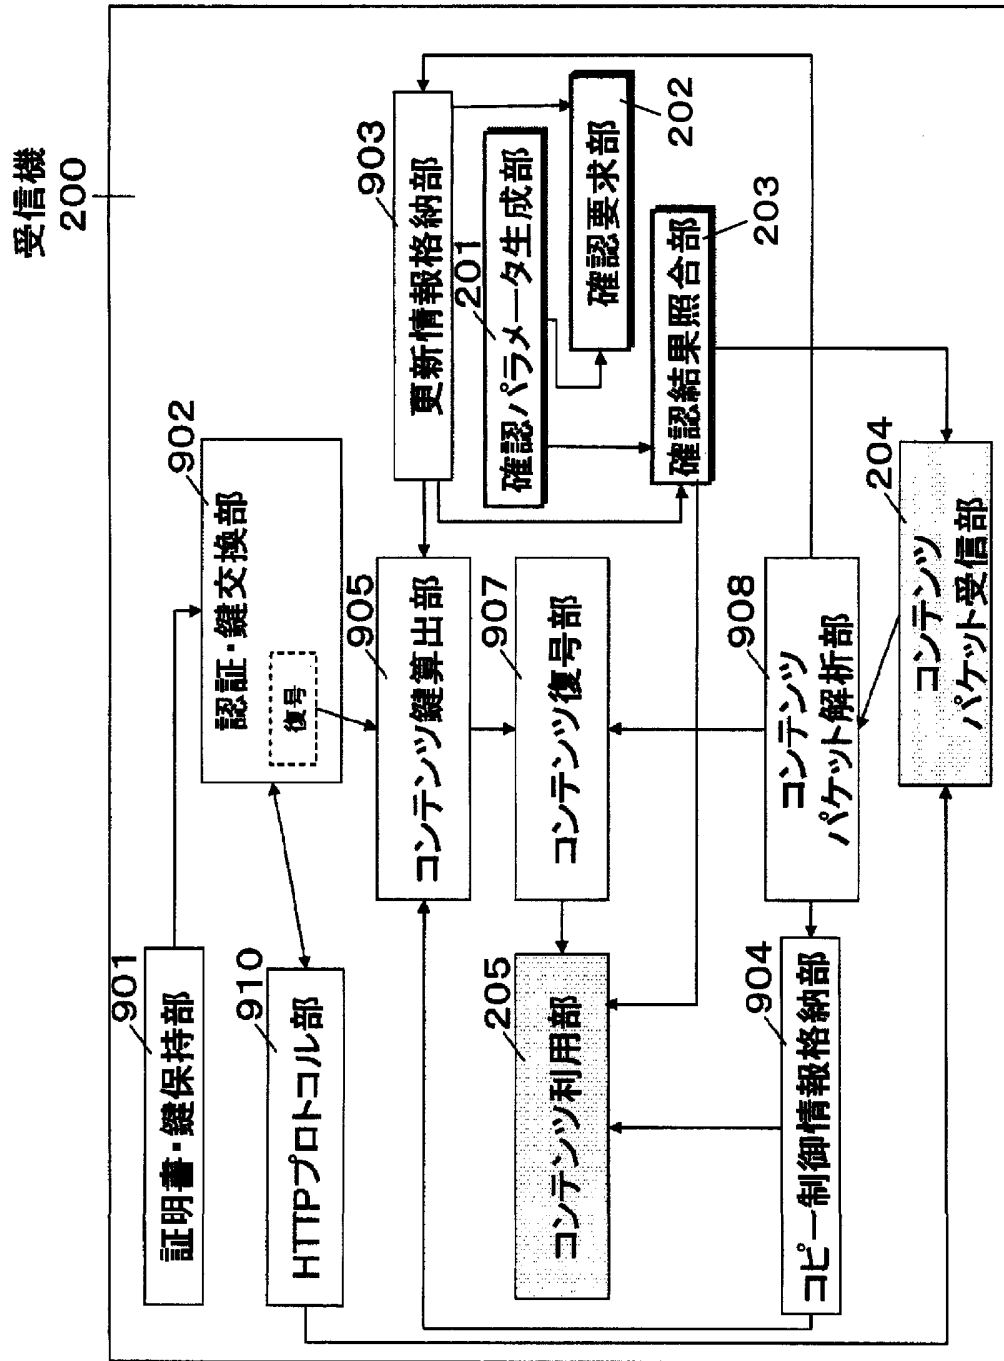 受信機
200
901
証明書・鍵保持部
902
認証・鍵交換部
復号
903
更新情報格納部
910
HTTPプロトコル部
905
コンテンツ鍵算出部
201
確認パラメータ生成部
202
確認要求部
205
コンテンツ利用部
907
コンテンツ復号部
203
確認結果照合部
904
コピー制御情報格納部
908
コンテンツ
パケット解析部
204
コンテンツ
パケット受信部